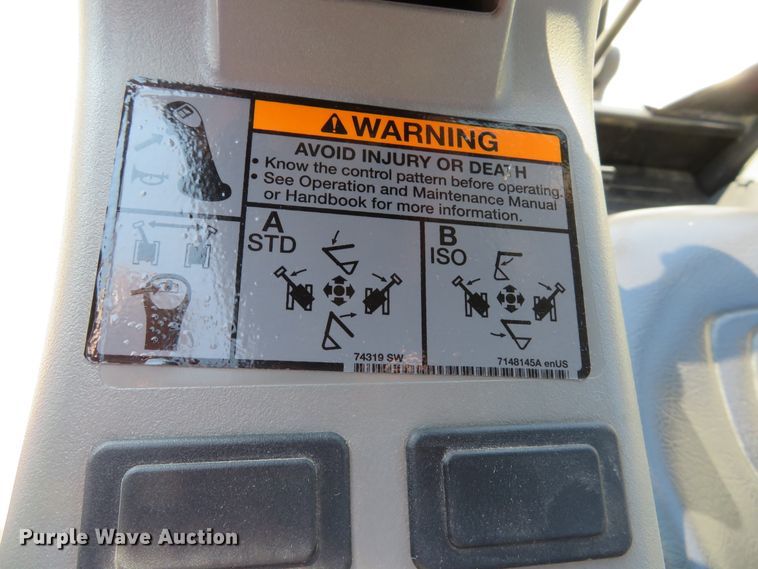 WARNING
AVOID INJURY OR DEATH
• Know the control pattern before operating.
• See Operation and Maintenance Manual
or Handbook for more information.
A
STD
B
ISO
74319 SW
7148145A enUS
Purple Wave Auction